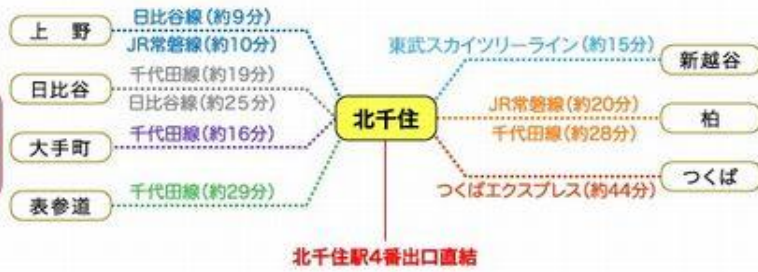 上野
日比谷線(約9分)
JR常磐線(約10分)
日比谷
千代田線(約19分)
日比谷線(約25分)
大手町
千代田線(約16分)
表参道
千代田線(約29分)
北千住
東武スカイツリーライン(約15分)
新越谷
JR常磐線(約20分)
千代田線(約28分)
柏
つくばエクスプレス(約44分)
つくば
北千住駅4番出口直結